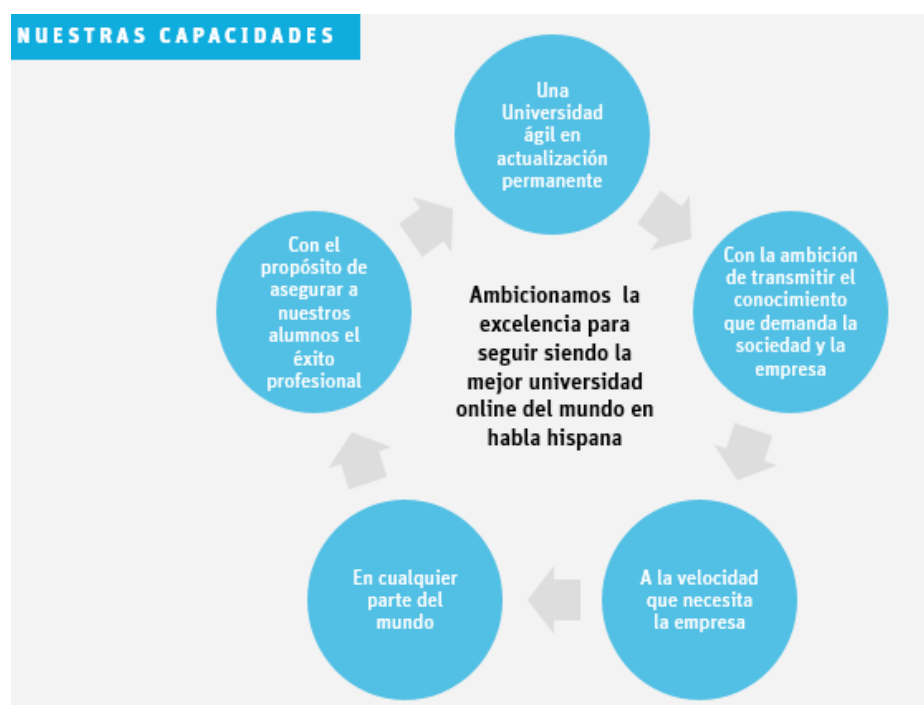 NUESTRAS CAPACIDADES
Una
Universidad
ágil en
actualización
permanente
Con la ambición
de transmitir el
conocimiento
que demanda la
sociedad y la
empresa
A la velocidad
que necesita
la empresa
En cualquier
parte del
mundo
Con el
propósito de
asegurar a
nuestros
alumnos el
éxito
profesional
Ambicionamos la
excelencia para
seguir siendo la
mejor universidad
online del mundo en
habla hispana